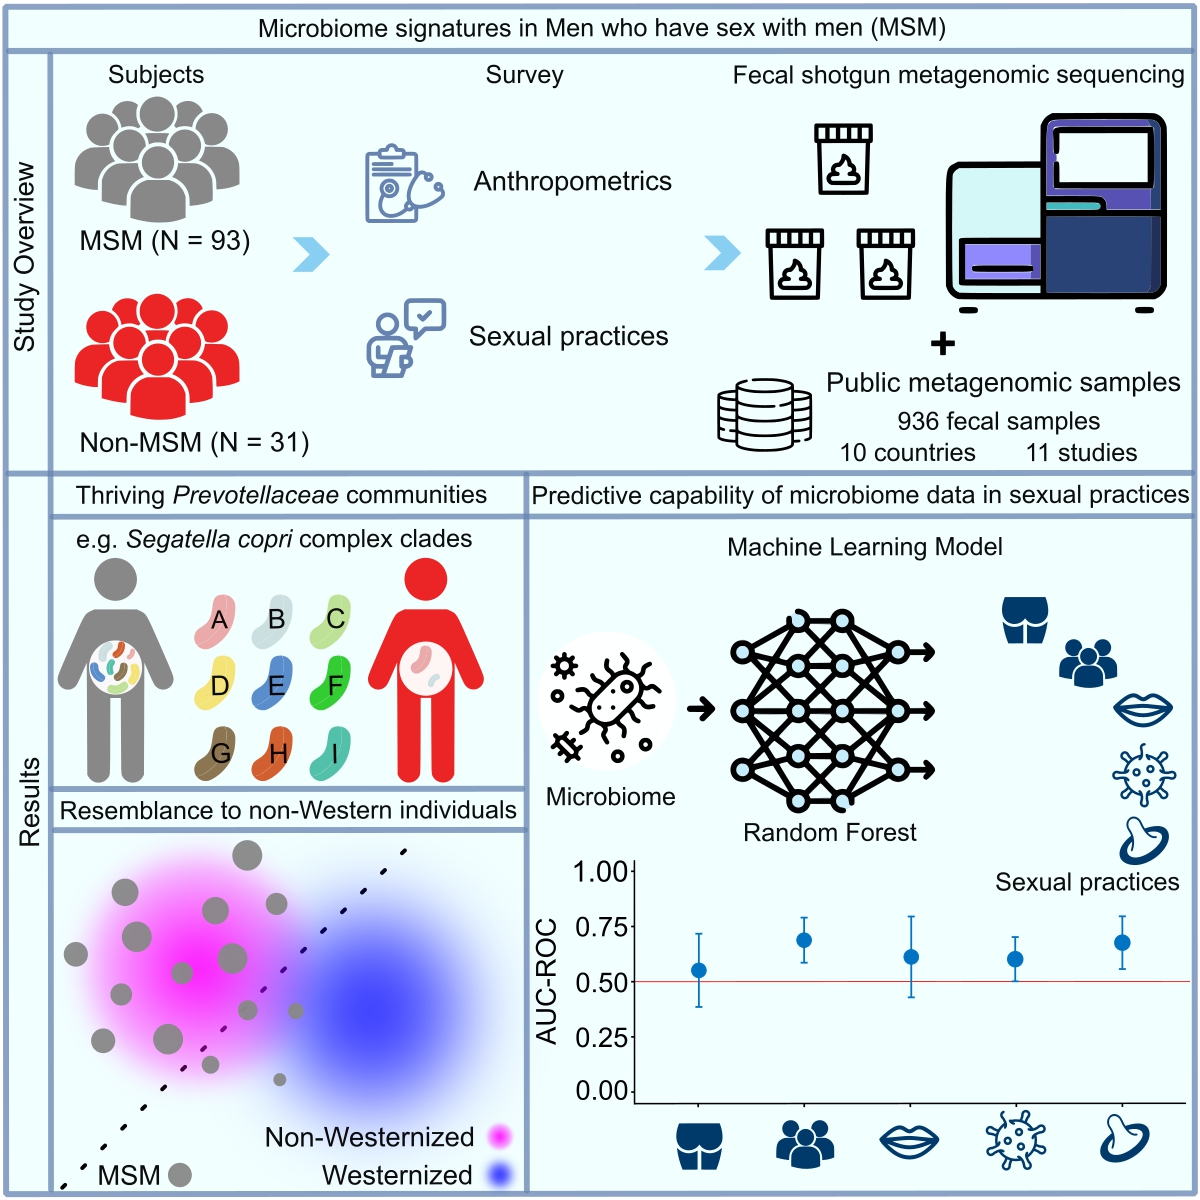 Microbiome signatures in Men who have sex with men (MSM)
Study Overview
Subjects
MSM (N = 93)
Non-MSM (N = 31)
Survey
Anthropometrics
Sexual practices
Fecal shotgun metagenomic sequencing
+
Public metagenomic samples
936 fecal samples
10 countries 11 studies
Results
Thriving Prevotellaceae communities
e.g. Segatella copri complex clades
A B C
D E F
G H I
Resemblance to non-Western individuals
Non-Westernized
MSM Westernized
Predictive capability of microbiome data in sexual practices
Machine Learning Model
Microbiome
Random Forest
Sexual practices
AUC-ROC
1.00
0.75
0.50
0.25
0.00